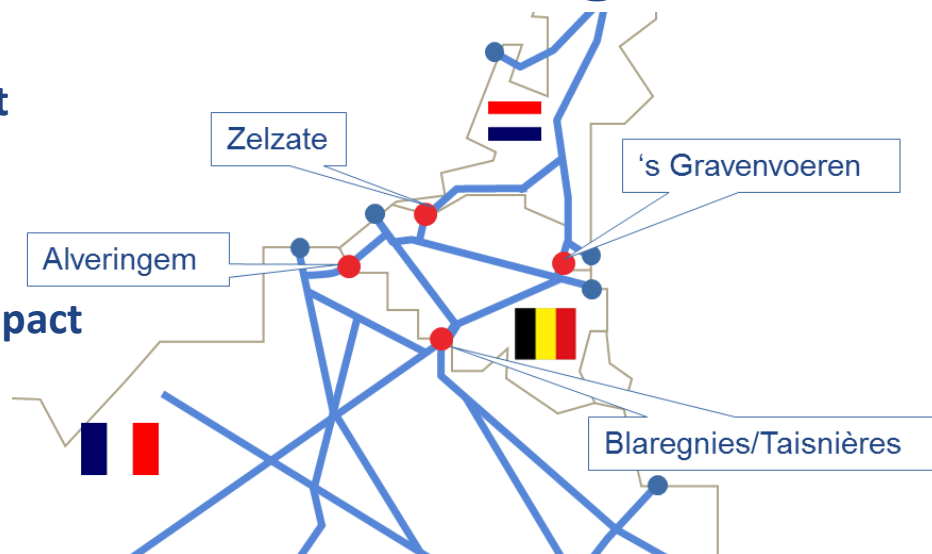 t
Zelzate
's Gravenvoeren
Alveringem
pact
Blaregnies/Taisnières